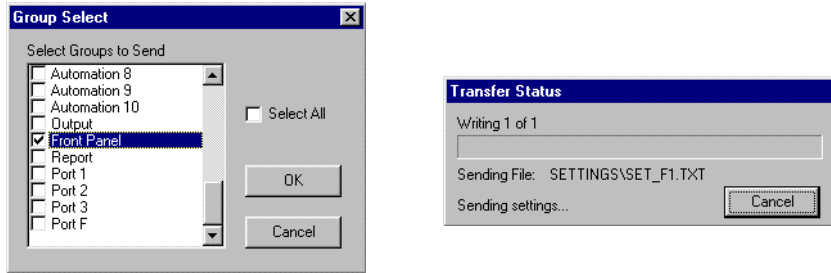 Group Select
Select Groups to Send
Automation 8
Automation 9
Automation 10
Output
Front Panel
Report
Port 1
Port 2
Port 3
Port F
Select All
OK
Cancel
Transfer Status
Writing 1 of 1
Sending File: SETTINGS\SET_F1.TXT
Sending settings...
Cancel